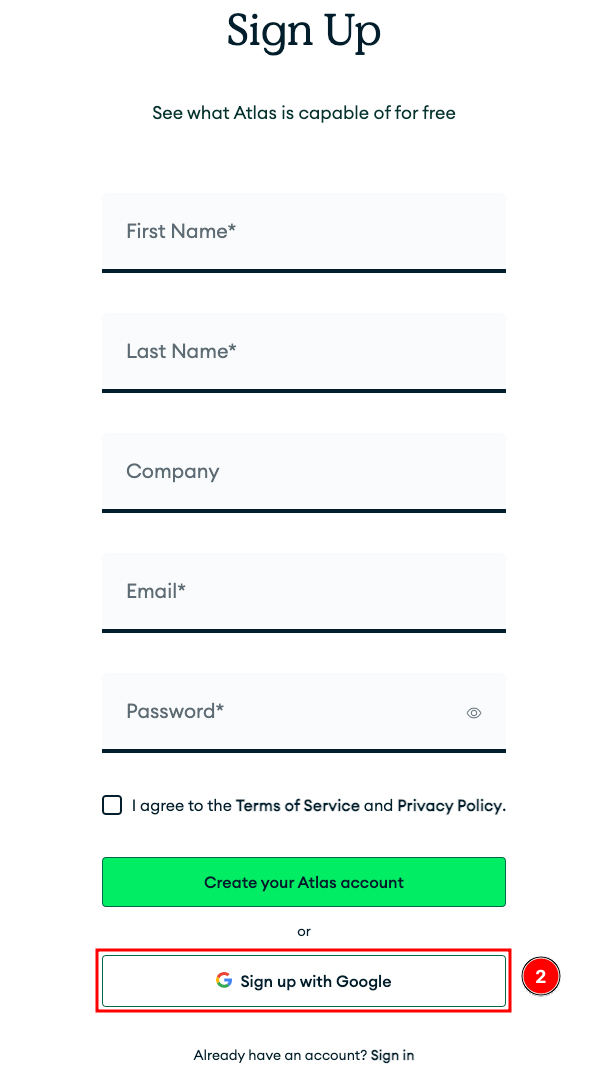 Sign Up
See what Atlas is capable of for free
First Name*
Last Name*
Company
Email*
Password*
I agree to the Terms of Service and Privacy Policy.
Create your Atlas account
or
Sign up with Google
2
Already have an account? Sign in